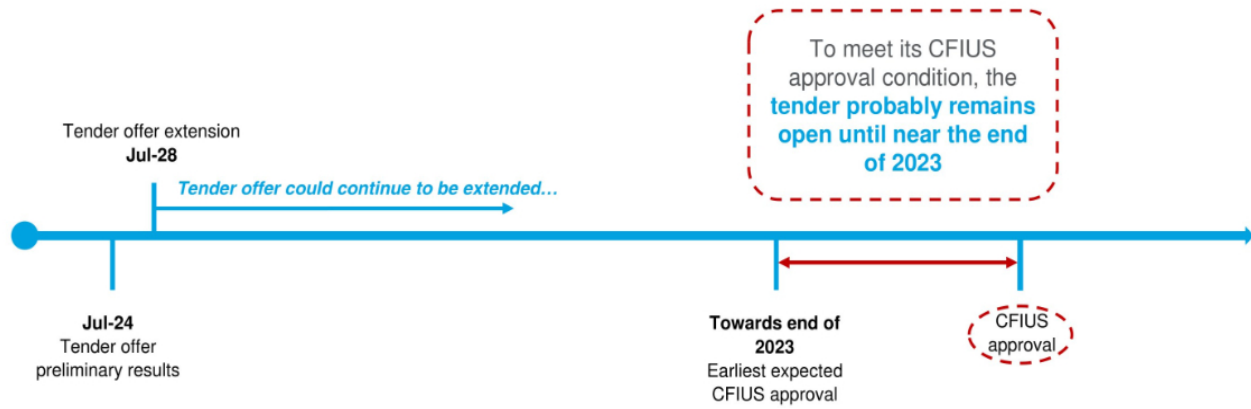 To meet its CFIUS
approval condition, the
tender probably remains
open until near the end
of 2023
Tender offer extension
Jul-28
Tender offer could continue to be extended…
Jul-24
Tender offer
preliminary results
Towards end of
2023
Earliest expected
CFIUS approval
CFIUS
approval